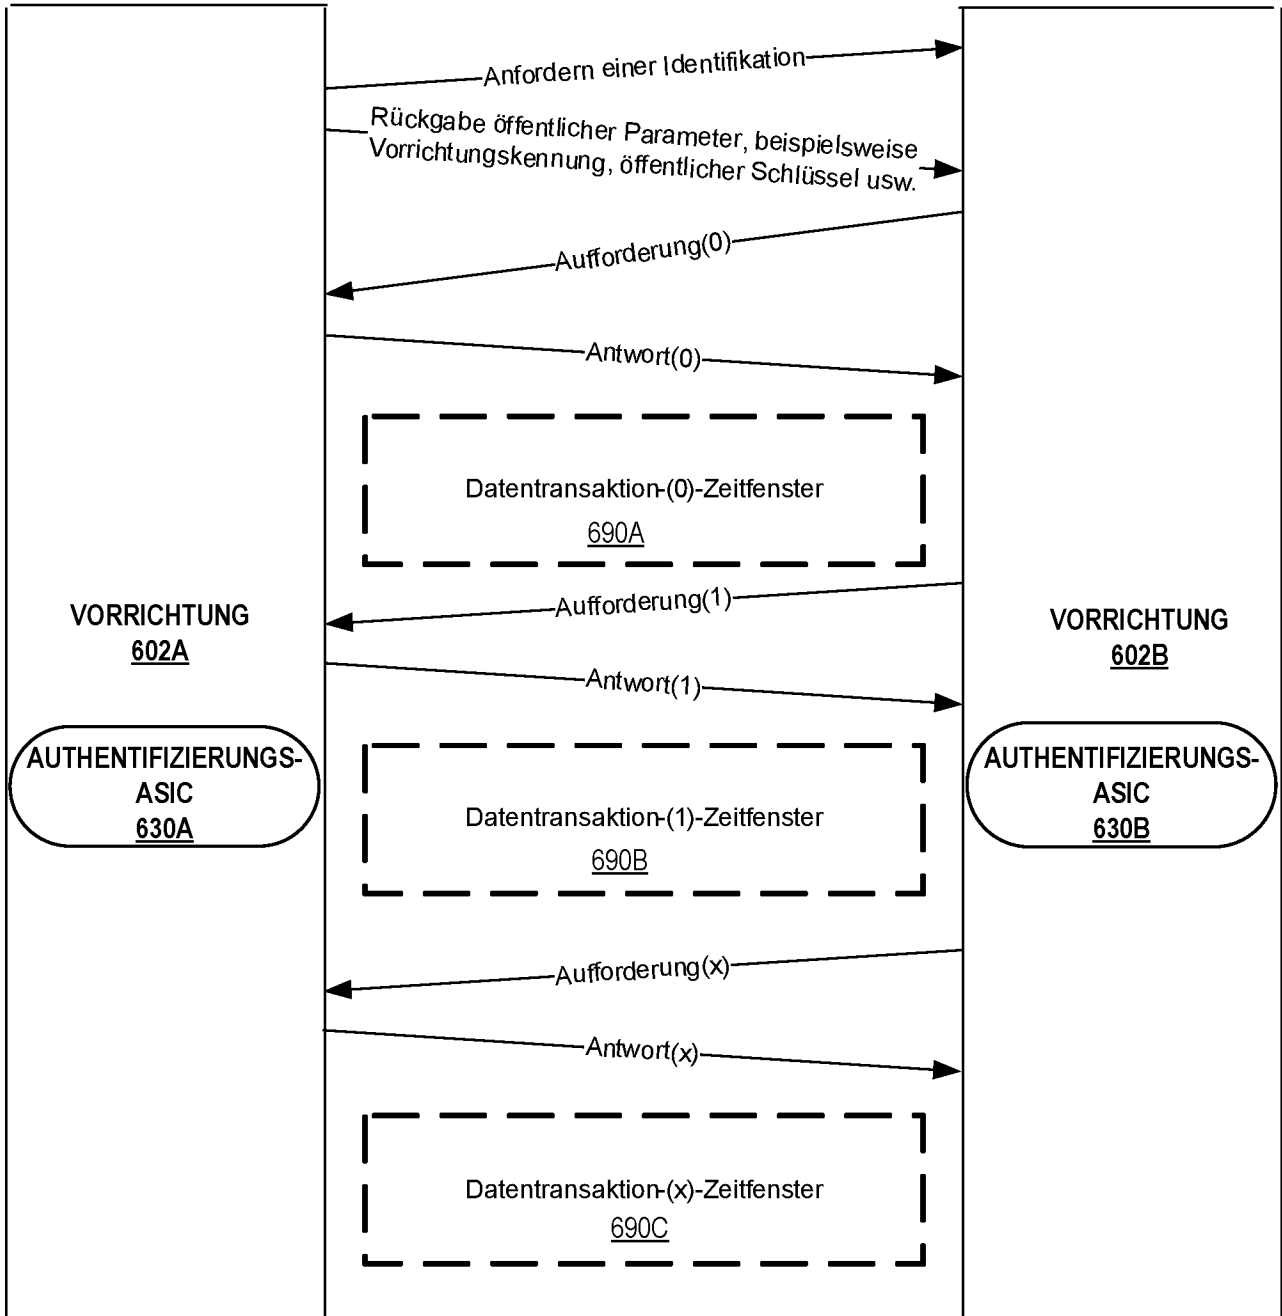 Anfordern einer Identifikation
Rückgabe öffentlicher Parameter, beispielsweise
Vorrichtungskennung, öffentlicher Schlüssel usw.
Aufforderung(0)
Antwort(0)
Datentransaktion-(0)-Zeitfenster
690A
Aufforderung(1)
Antwort(1)
VORRICHTUNG
602A
VORRICHTUNG
602B
AUTHENTIFIZIERUNGS-
ASIC
630A
AUTHENTIFIZIERUNGS-
ASIC
630B
Datentransaktion-(1)-Zeitfenster
690B
Aufforderung(x)
Antwort(x)
Datentransaktion-(x)-Zeitfenster
690C